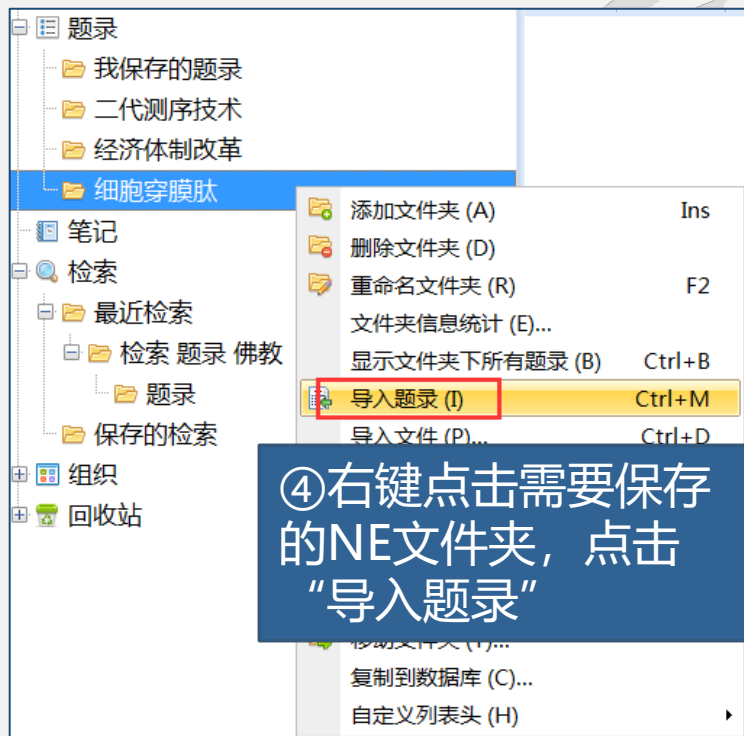 题录
我保存的题录
二代测序技术
经济体制改革
细胞穿膜肽
笔记
检索
最近检索
检索 题录 佛教
题录
保存的检索
组织
回收站
添加文件夹 (A) Ins
删除文件夹 (D)
重命名文件夹 (R) F2
文件夹信息统计 (E)...
显示文件夹下所有题录 (B) Ctrl+B
导入题录 (I) Ctrl+M
导入文件 (P)... Ctrl+D
④右键点击需要保存
的NE文件夹，点击
“导入题录”
移动文件夹 (T)...
复制到数据库 (C)...
自定义列表头 (H)